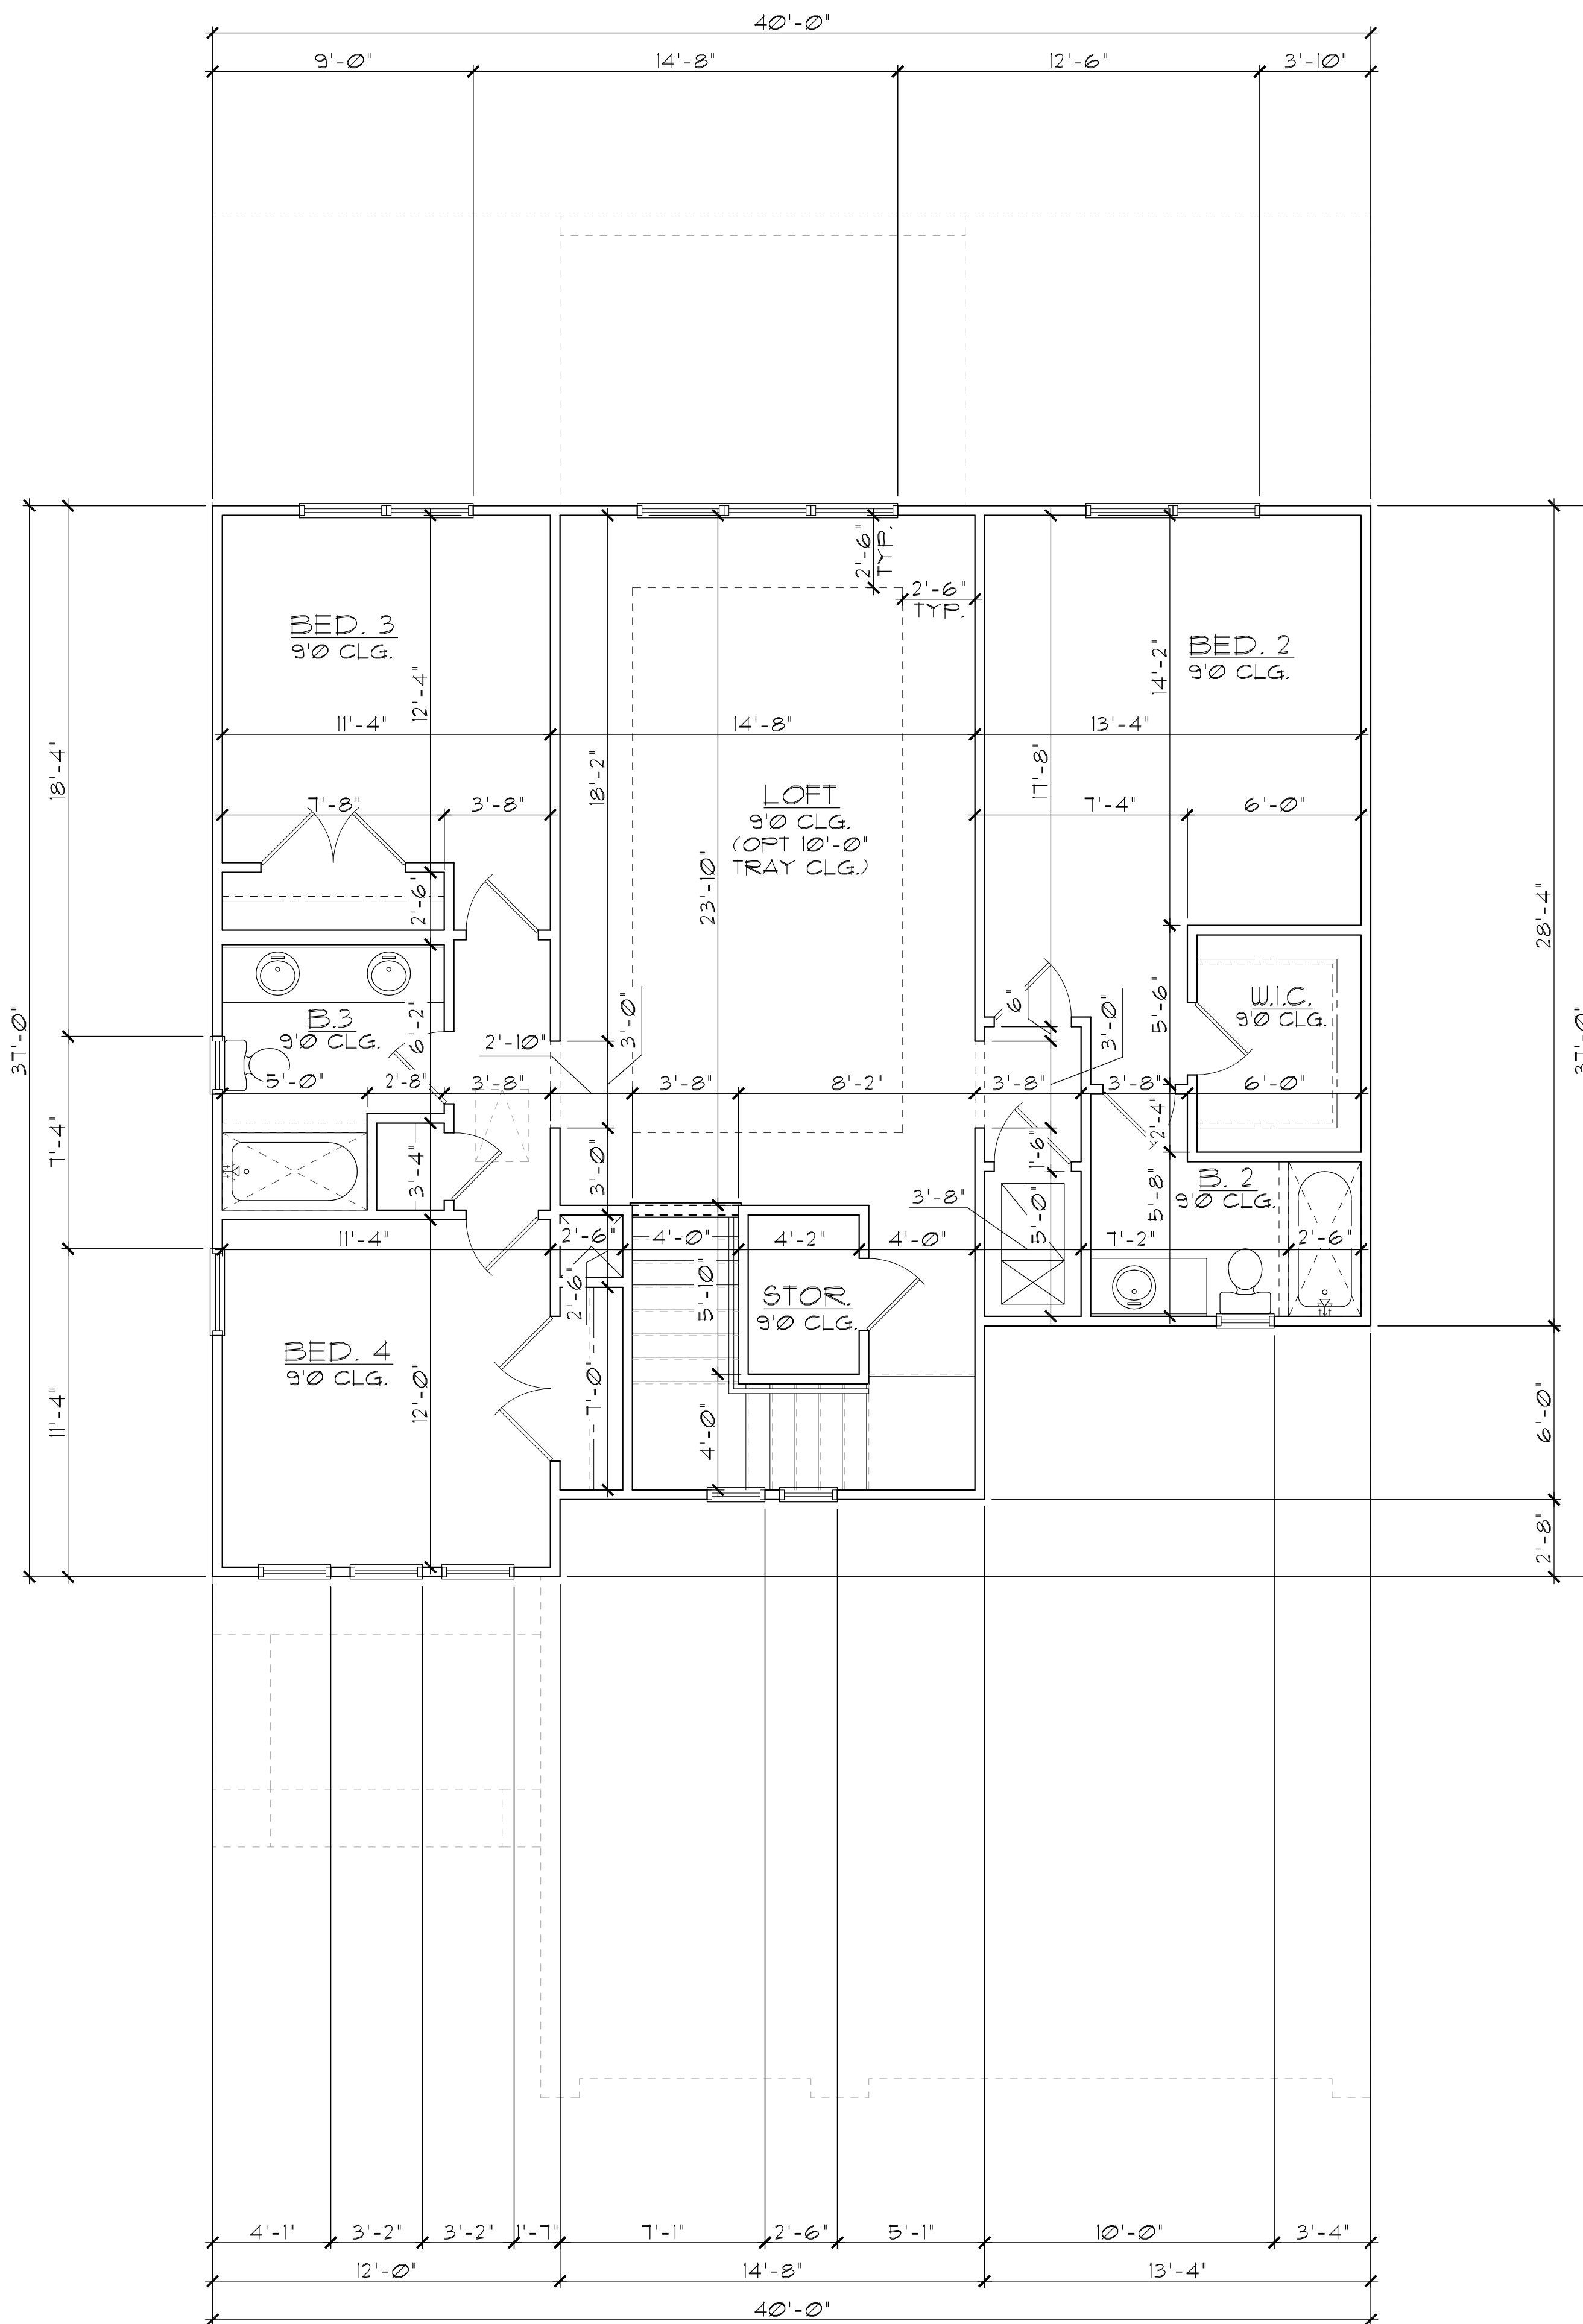 40'-0"
9'-0" 14'-8" 12'-6" 3'-10"
2'-6"
TYP.
2'-6"
TYP.
BED. 3
9'0 CLG.
12'-4"
BED. 2
9'0 CLG.
14'-2"
11'-4" 14'-8" 13'-4"
18'-4"
18'-2"
17'-8"
7'-8" 3'-8"
LOFT
9'0 CLG.
(OPT 10'-0"
TRAY CLG.)
7'-4" 6'-0"
2'-6"
23'-10"
28'-4"
B.3
9'0 CLG.
6'-2"
2'-10"
3'-0"
6"
3'-0"
5'-6"
W.I.C.
9'0 CLG.
37'-0"
37'-0"
5'-0" 2'-8" 3'-8" 3'-8" 8'-2" 3'-8" 3'-8" 6'-0"
7'-4"
3'-4"
3'-0"
1'-6"
2'-4"
B. 2
9'0 CLG.
3'-8"
5'-0"
5'-8"
11'-4" 2'-6" 4'-0" 4'-2" 4'-0" 7'-2" 2'-6"
2'-6"
5'-10"
STOR.
9'0 CLG.
BED. 4
9'0 CLG.
12'-0"
7'-0"
4'-0"
11'-4"
6'-0"
2'-8"
4'-1" 3'-2" 3'-2" 1'-7" 7'-1" 2'-6" 5'-1" 10'-0" 3'-4"
12'-0" 14'-8" 13'-4"
40'-0"